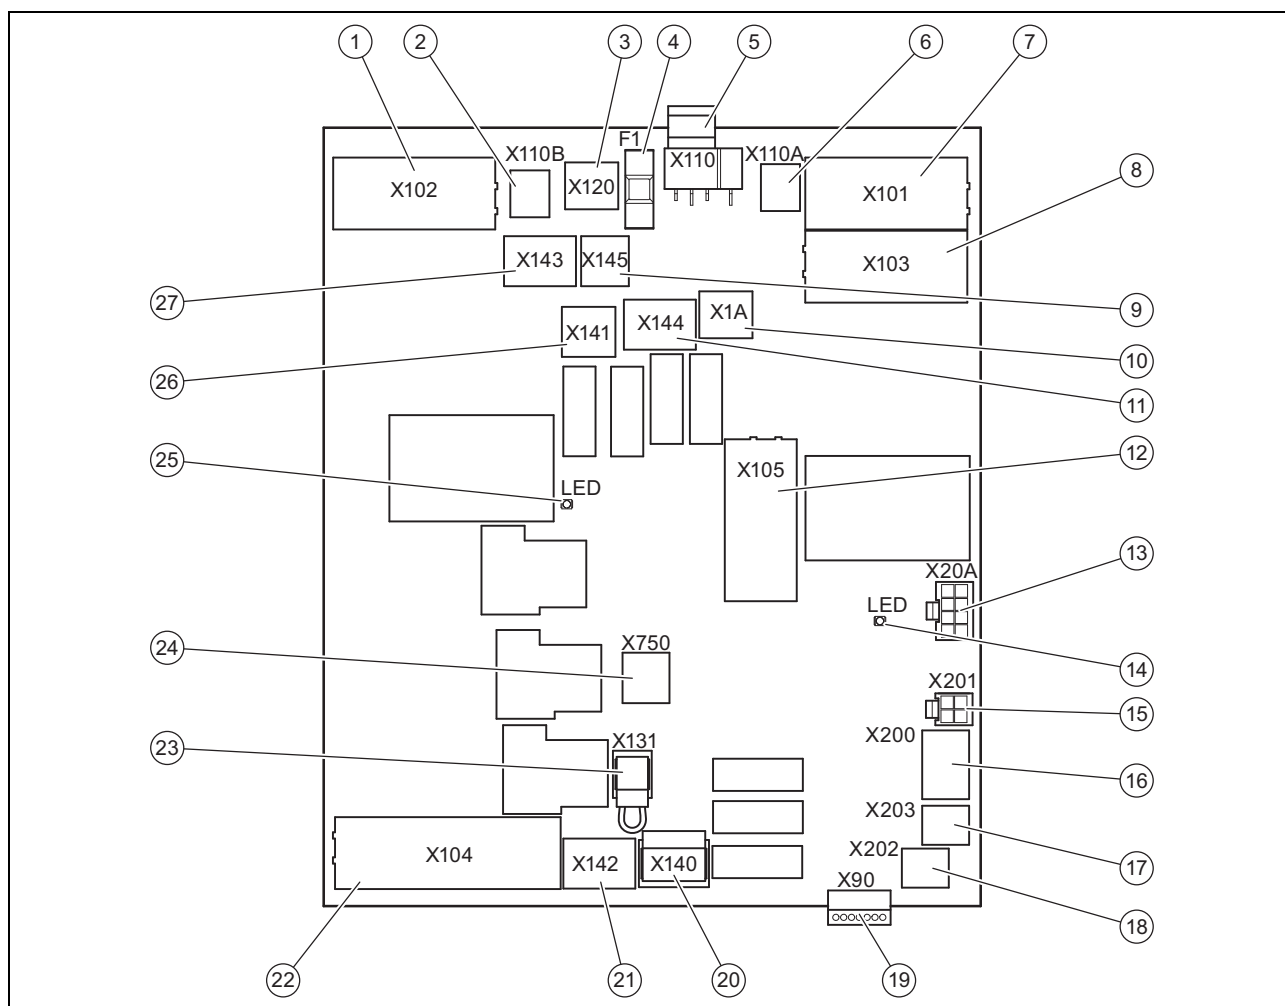 1 2 3 4 5 6 7
F1
X110B X110 X110A
X102 X120 X101
8
X143 X145 X103
27 9
X141 X144 X1A
10
26
11
25 X105 12
LED
13
X20A
LED
24 X750 14
X201
15
23 X131 X200
16
X203
X104 X142 X140 X202 17
X90
18
22 21 20 19